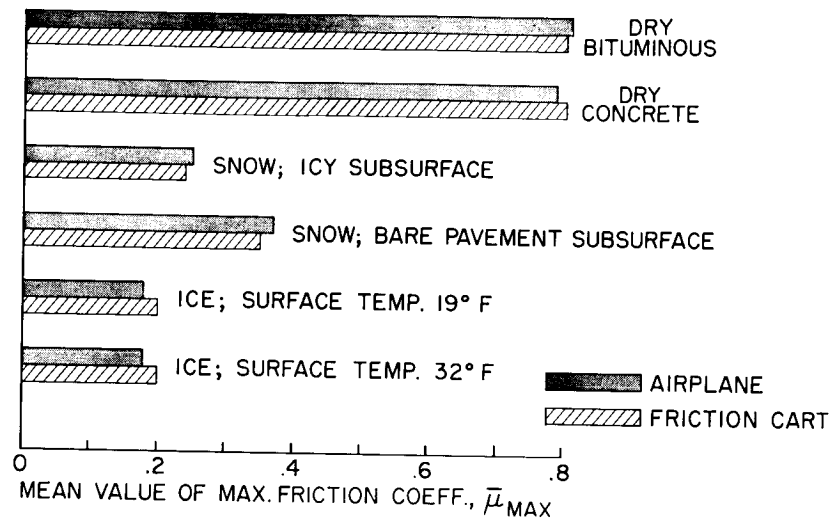 DRY
BITUMINOUS
DRY
CONCRETE
SNOW; ICY SUBSURFACE
SNOW; BARE PAVEMENT SUBSURFACE
ICE; SURFACE TEMP. 19° F
ICE; SURFACE TEMP. 32° F
AIRPLANE
FRICTION CART
0 .2 .4 .6 .8
MEAN VALUE OF MAX. FRICTION COEFF., μ̄ MAX